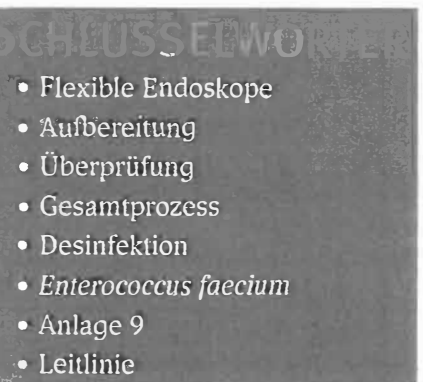 SCHLÜSSELWÖRTER
• Flexible Endoskope
• Aufbereitung
• Überprüfung
• Gesamtprozess
• Desinfektion
• Enterococcus faecium
• Anlage 9
• Leitlinie